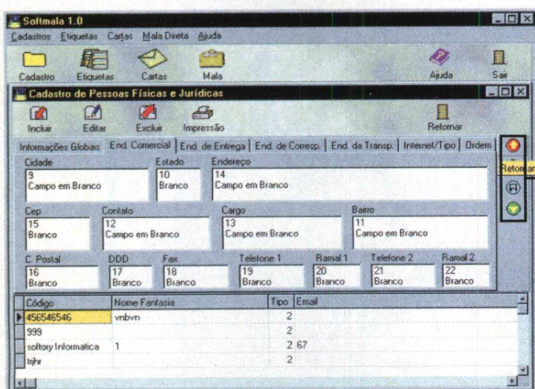 Softmala 1.0
Cadastros Etiquetas Cartas Mala Direta Ajuda
Cadastro Etiquetas Cartas Mala Ajuda Sair
Cadastro de Pessoas Físicas e Jurídicas
Incluir Editar Excluir Impressão Retornar
Informações Globais End. Comercial End. de Entrega End. de Corresp. End. da Transp. Internet/Tipo Ordem
Retornar
Cidade Estado Endereço
9 10 14
Campo em Branco Branco Campo em Branco
Cep Contato Cargo Bairro
15 12 13 11
Branco Campo em Branco Campo em Branco Campo em Branco
C. Postal DDD Fax Telefone 1 Ramal 1 Telefone 2 Ramal 2
16 17 18 19 20 21 22
Branco Branco Branco Branco Branco Branco Branco
Código Nome Fantasia Tipo Email
456546546 vnbvn 2
999 2
softory Informatica 1 2 67
trjhr 2